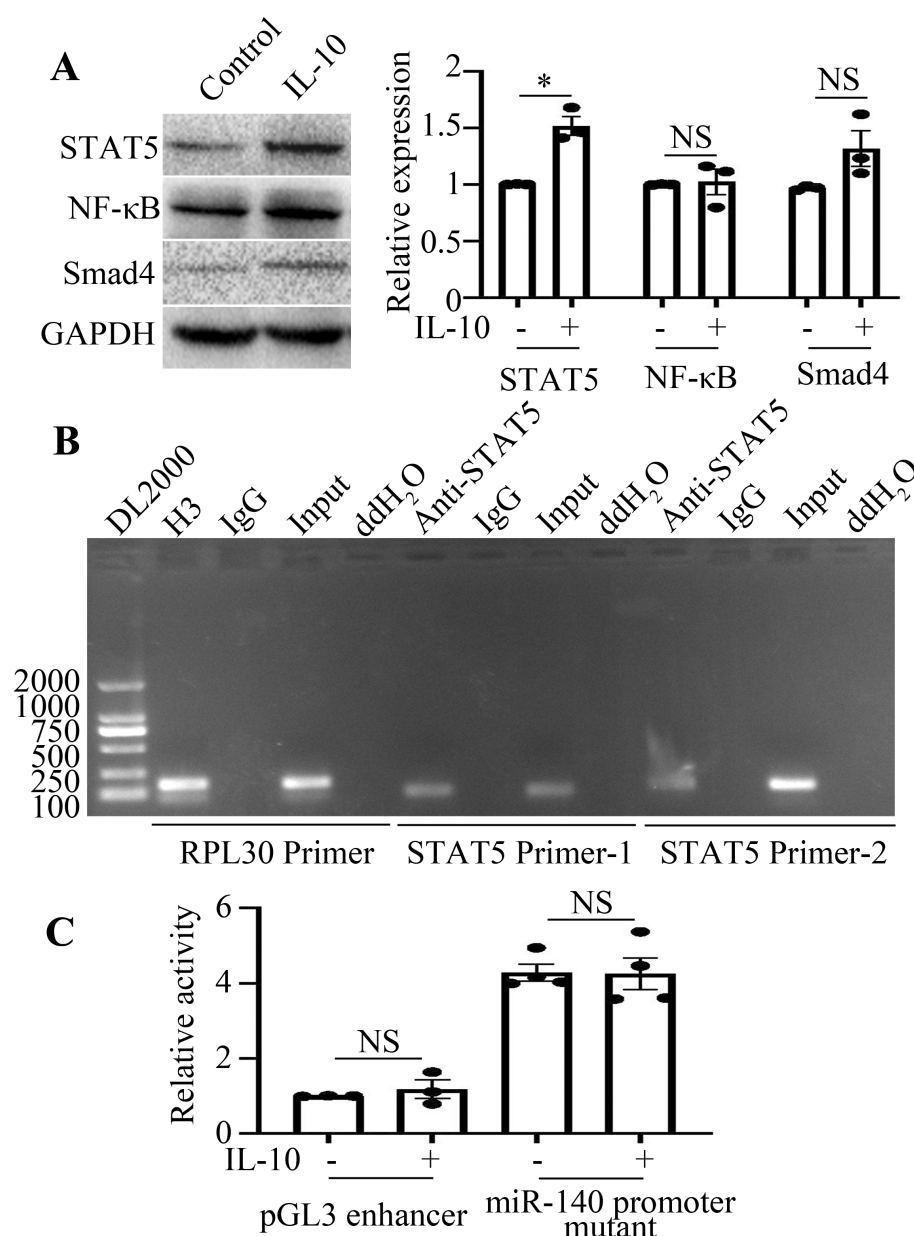 A
Control
IL-10
STAT5
NF-κB
Smad4
GAPDH
Relative expression
2
1.5
1
0.5
0
*
NS
NS
IL-10 - + - + - +
STAT5 NF-κB Smad4
B
DL2000
H3
IgG
Input
ddH₂O
Anti-STAT5
IgG
Input
ddH₂O
Anti-STAT5
IgG
Input
ddH₂O
2000
1000
750
500
250
100
RPL30 Primer STAT5 Primer-1 STAT5 Primer-2
C
Relative activity
6
4
2
0
NS
NS
IL-10 - + - +
pGL3 enhancer
miR-140 promoter
mutant